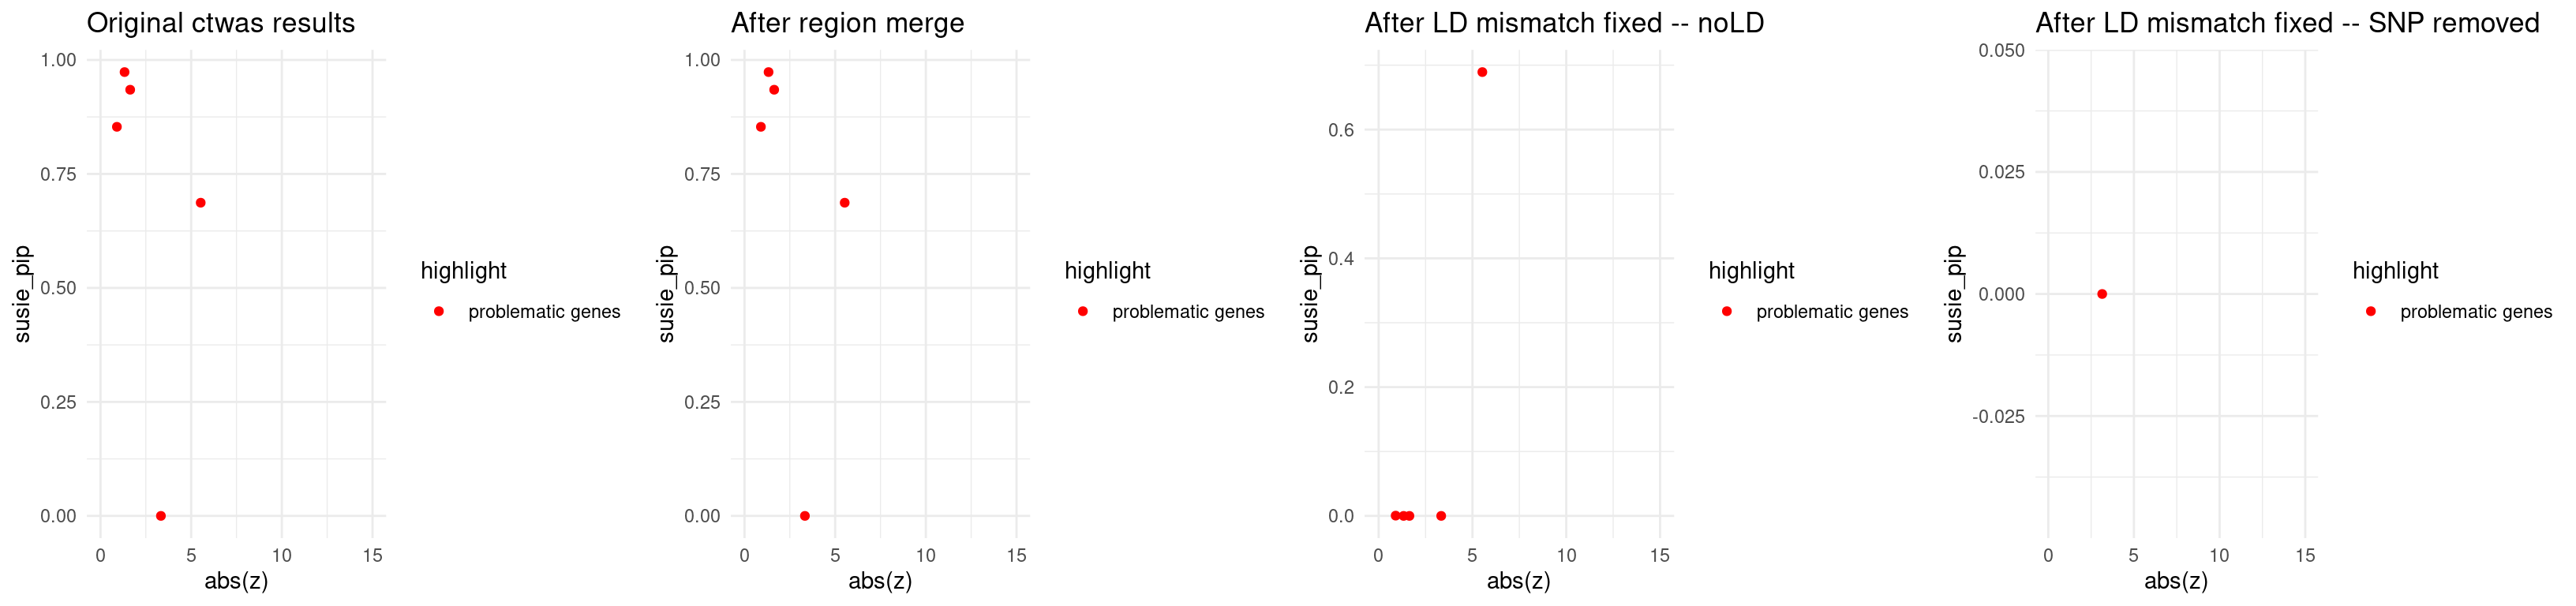 Original ctwas results
susie_pip
1.00
0.75
0.50
0.25
0.00
0 5 10 15
abs(z)
highlight
problematic genes
After region merge
susie_pip
1.00
0.75
0.50
0.25
0.00
0 5 10 15
abs(z)
highlight
problematic genes
After LD mismatch fixed -- noLD
susie_pip
0.6
0.4
0.2
0.0
0 5 10 15
abs(z)
highlight
problematic genes
After LD mismatch fixed -- SNP removed
susie_pip
0.050
0.025
0.000
-0.025
0 5 10 15
abs(z)
highlight
problematic genes